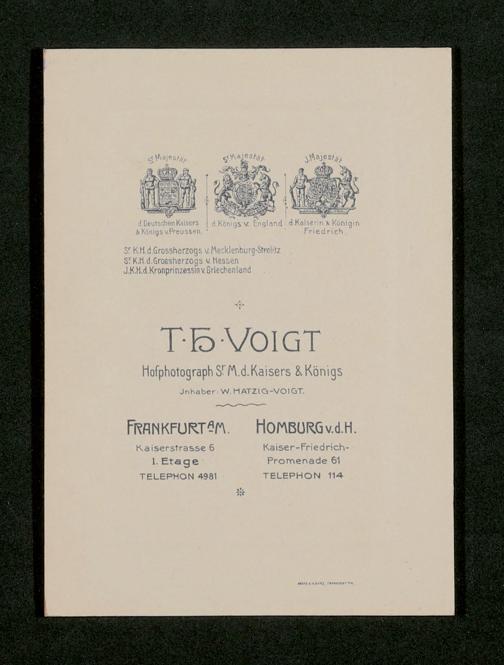 Sr Majestät
Sr Majestät
J. Majestät
d. Deutschen Kaisers & Königs v. Preussen.
d. Königs v. England
d. Kaiserin & Königin Friedrich.
Sr K.H. d. Grossherzogs v. Mecklenburg-Strelitz
Sr K.H. d. Grossherzogs v. Hessen
J.K.H. d. Kronprinzessin v. Griechenland
T·H·VOIGT
Hofphotograph Sr M. d. Kaisers & Königs
Inhaber: W. HATZIG-VOIGT.
FRANKFURT a/M.
Kaiserstrasse 6
1. Etage
TELEPHON 4981
HOMBURG v.d.H.
Kaiser-Friedrich-
Promenade 61
TELEPHON 114